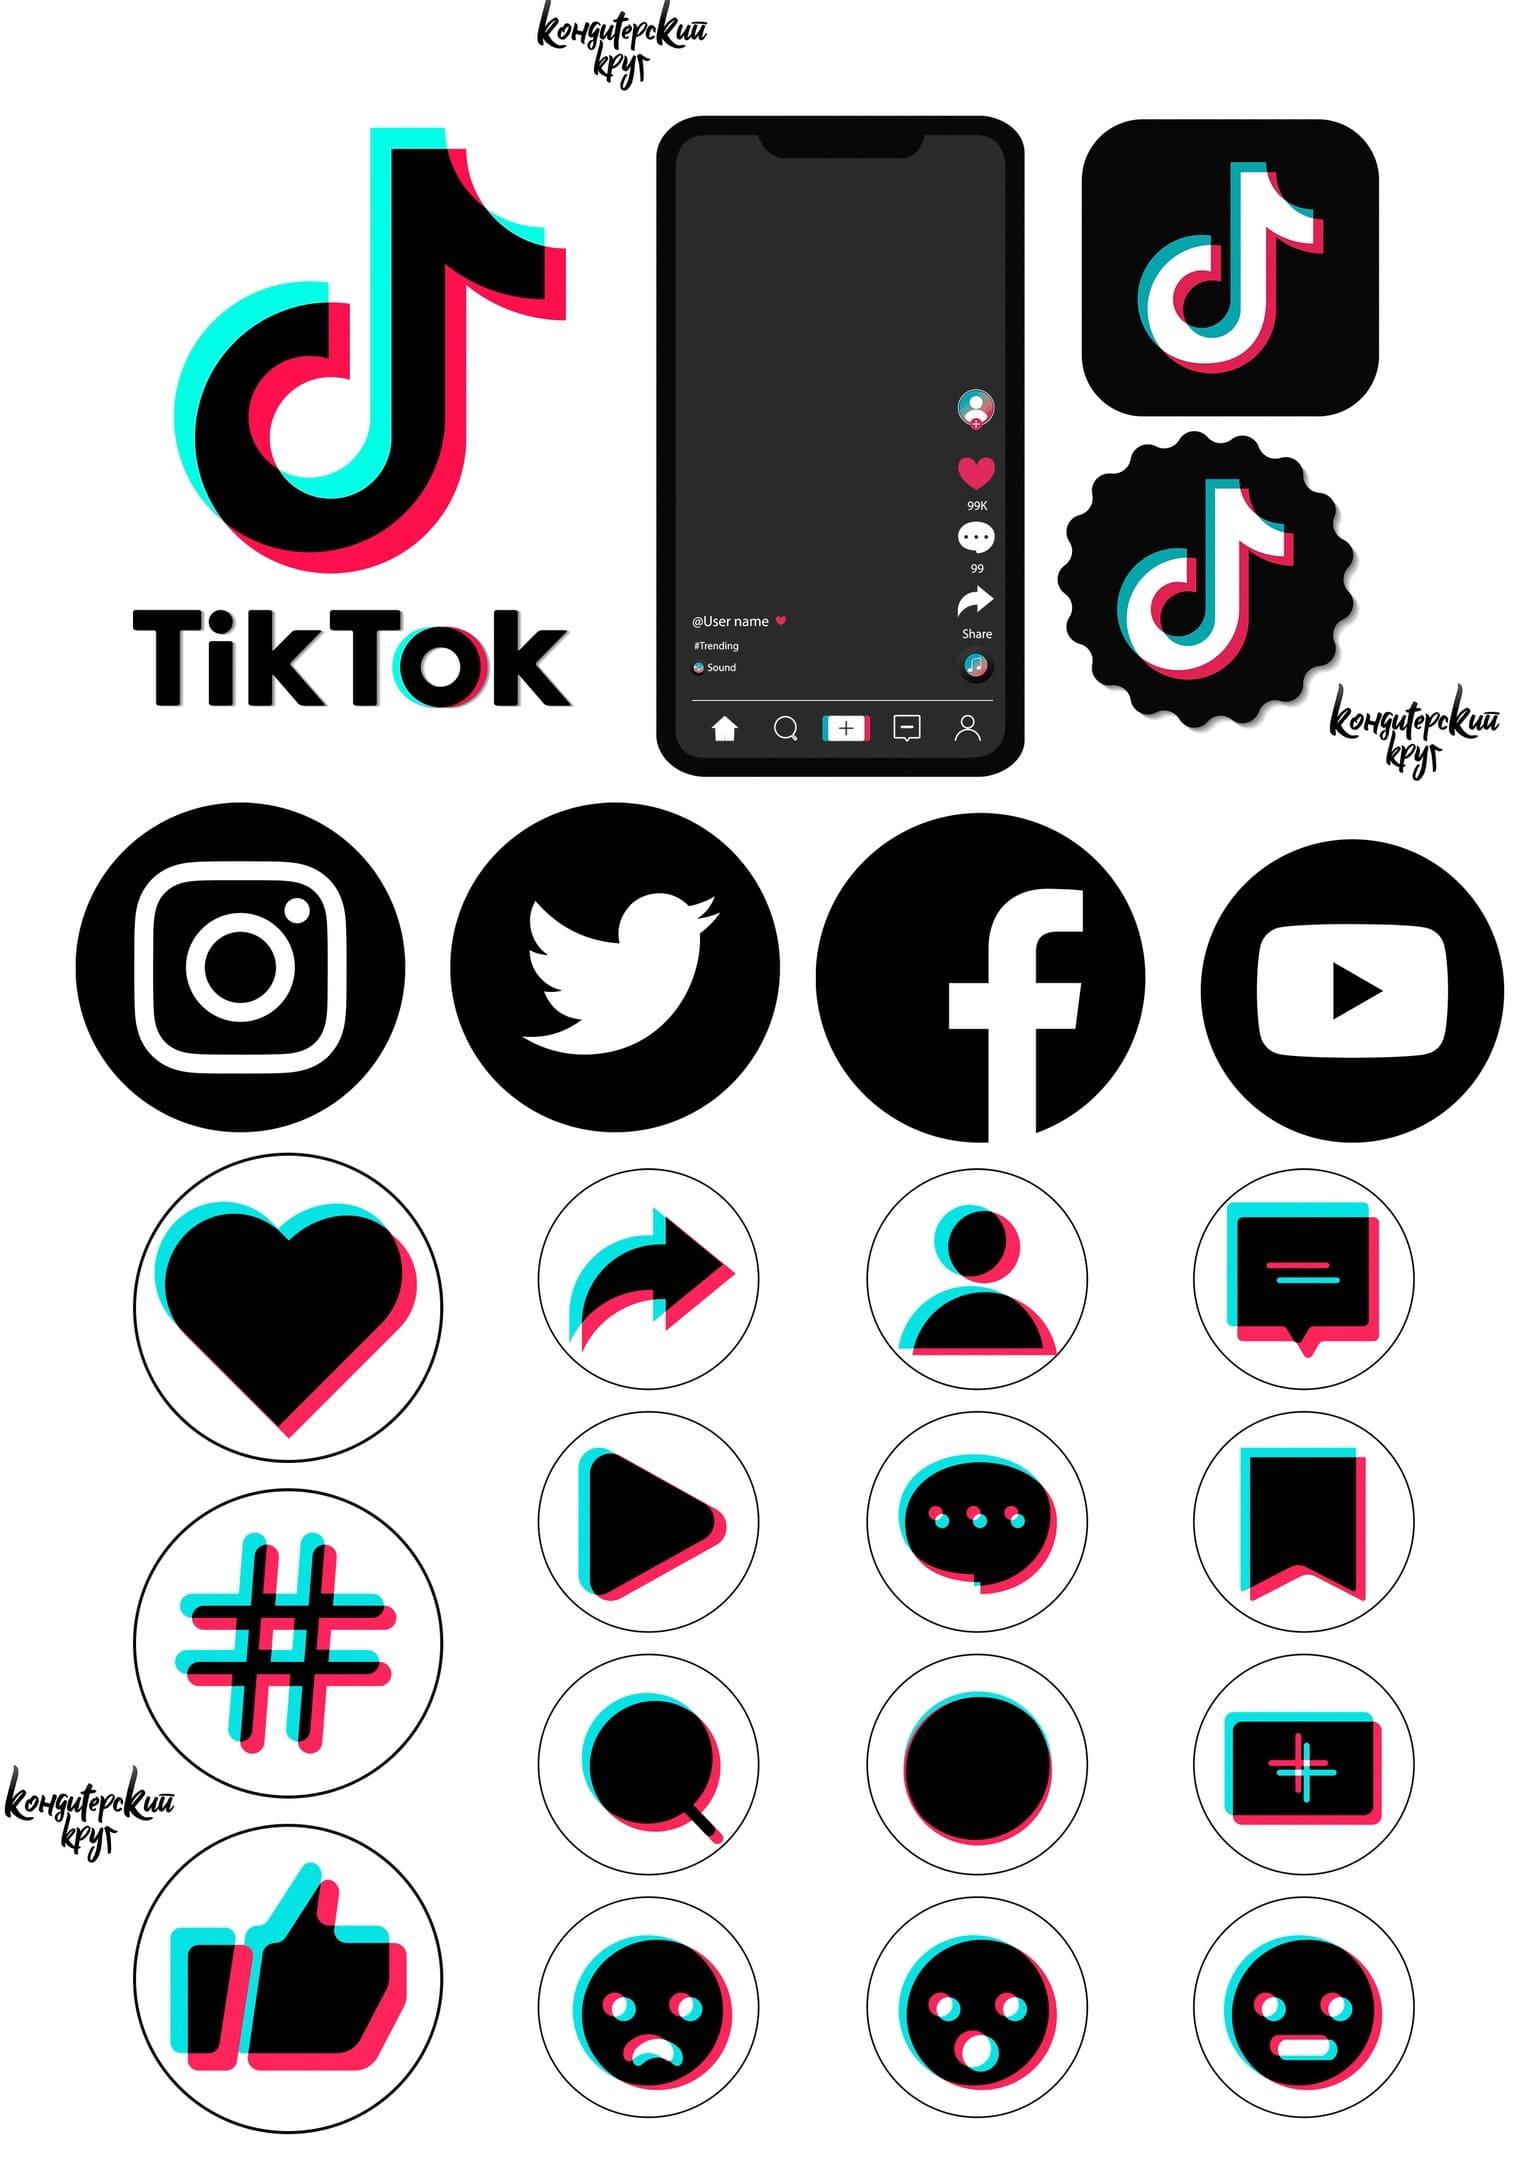 Кондитерский
круг
TikTok
99K
99
@User name
Share
#Trending
Sound
Кондитерский
круг
Кондитерский
круг